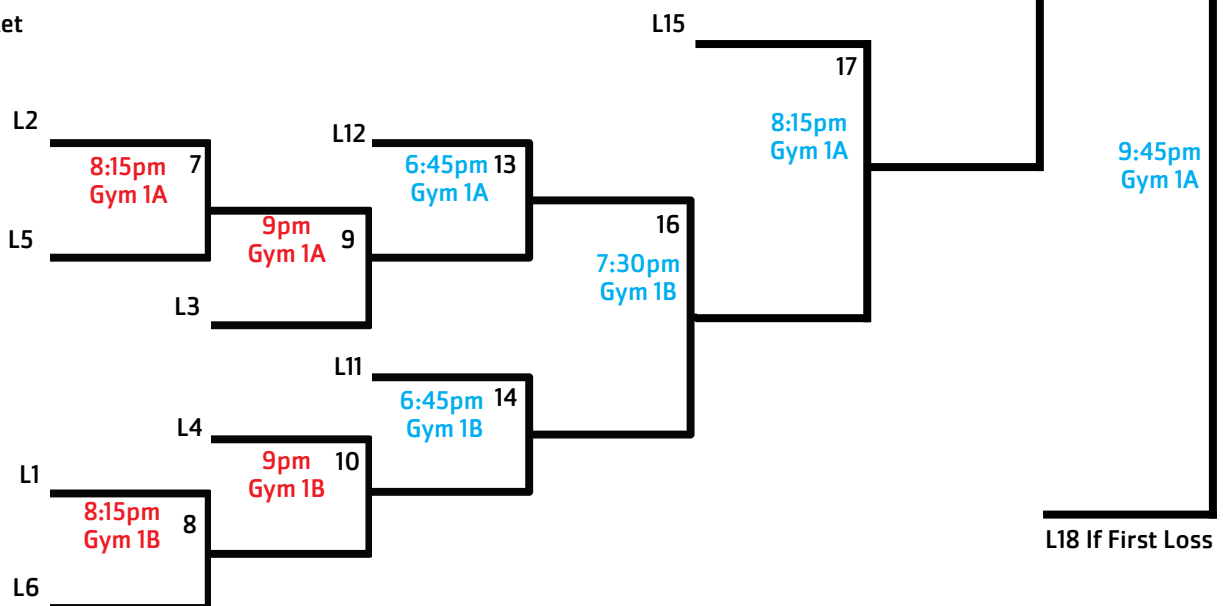 ket
L15
17
L2
L12
8:15pm
Gym 1A
7
6:45pm
Gym 1A
13
8:15pm
Gym 1A
9:45pm
Gym 1A
L5
9pm
Gym 1A
9
16
7:30pm
Gym 1B
L3
L11
6:45pm
Gym 1B
14
L4
9pm
Gym 1B
10
L1
8:15pm
Gym 1B
8
L18 If First Loss
L6